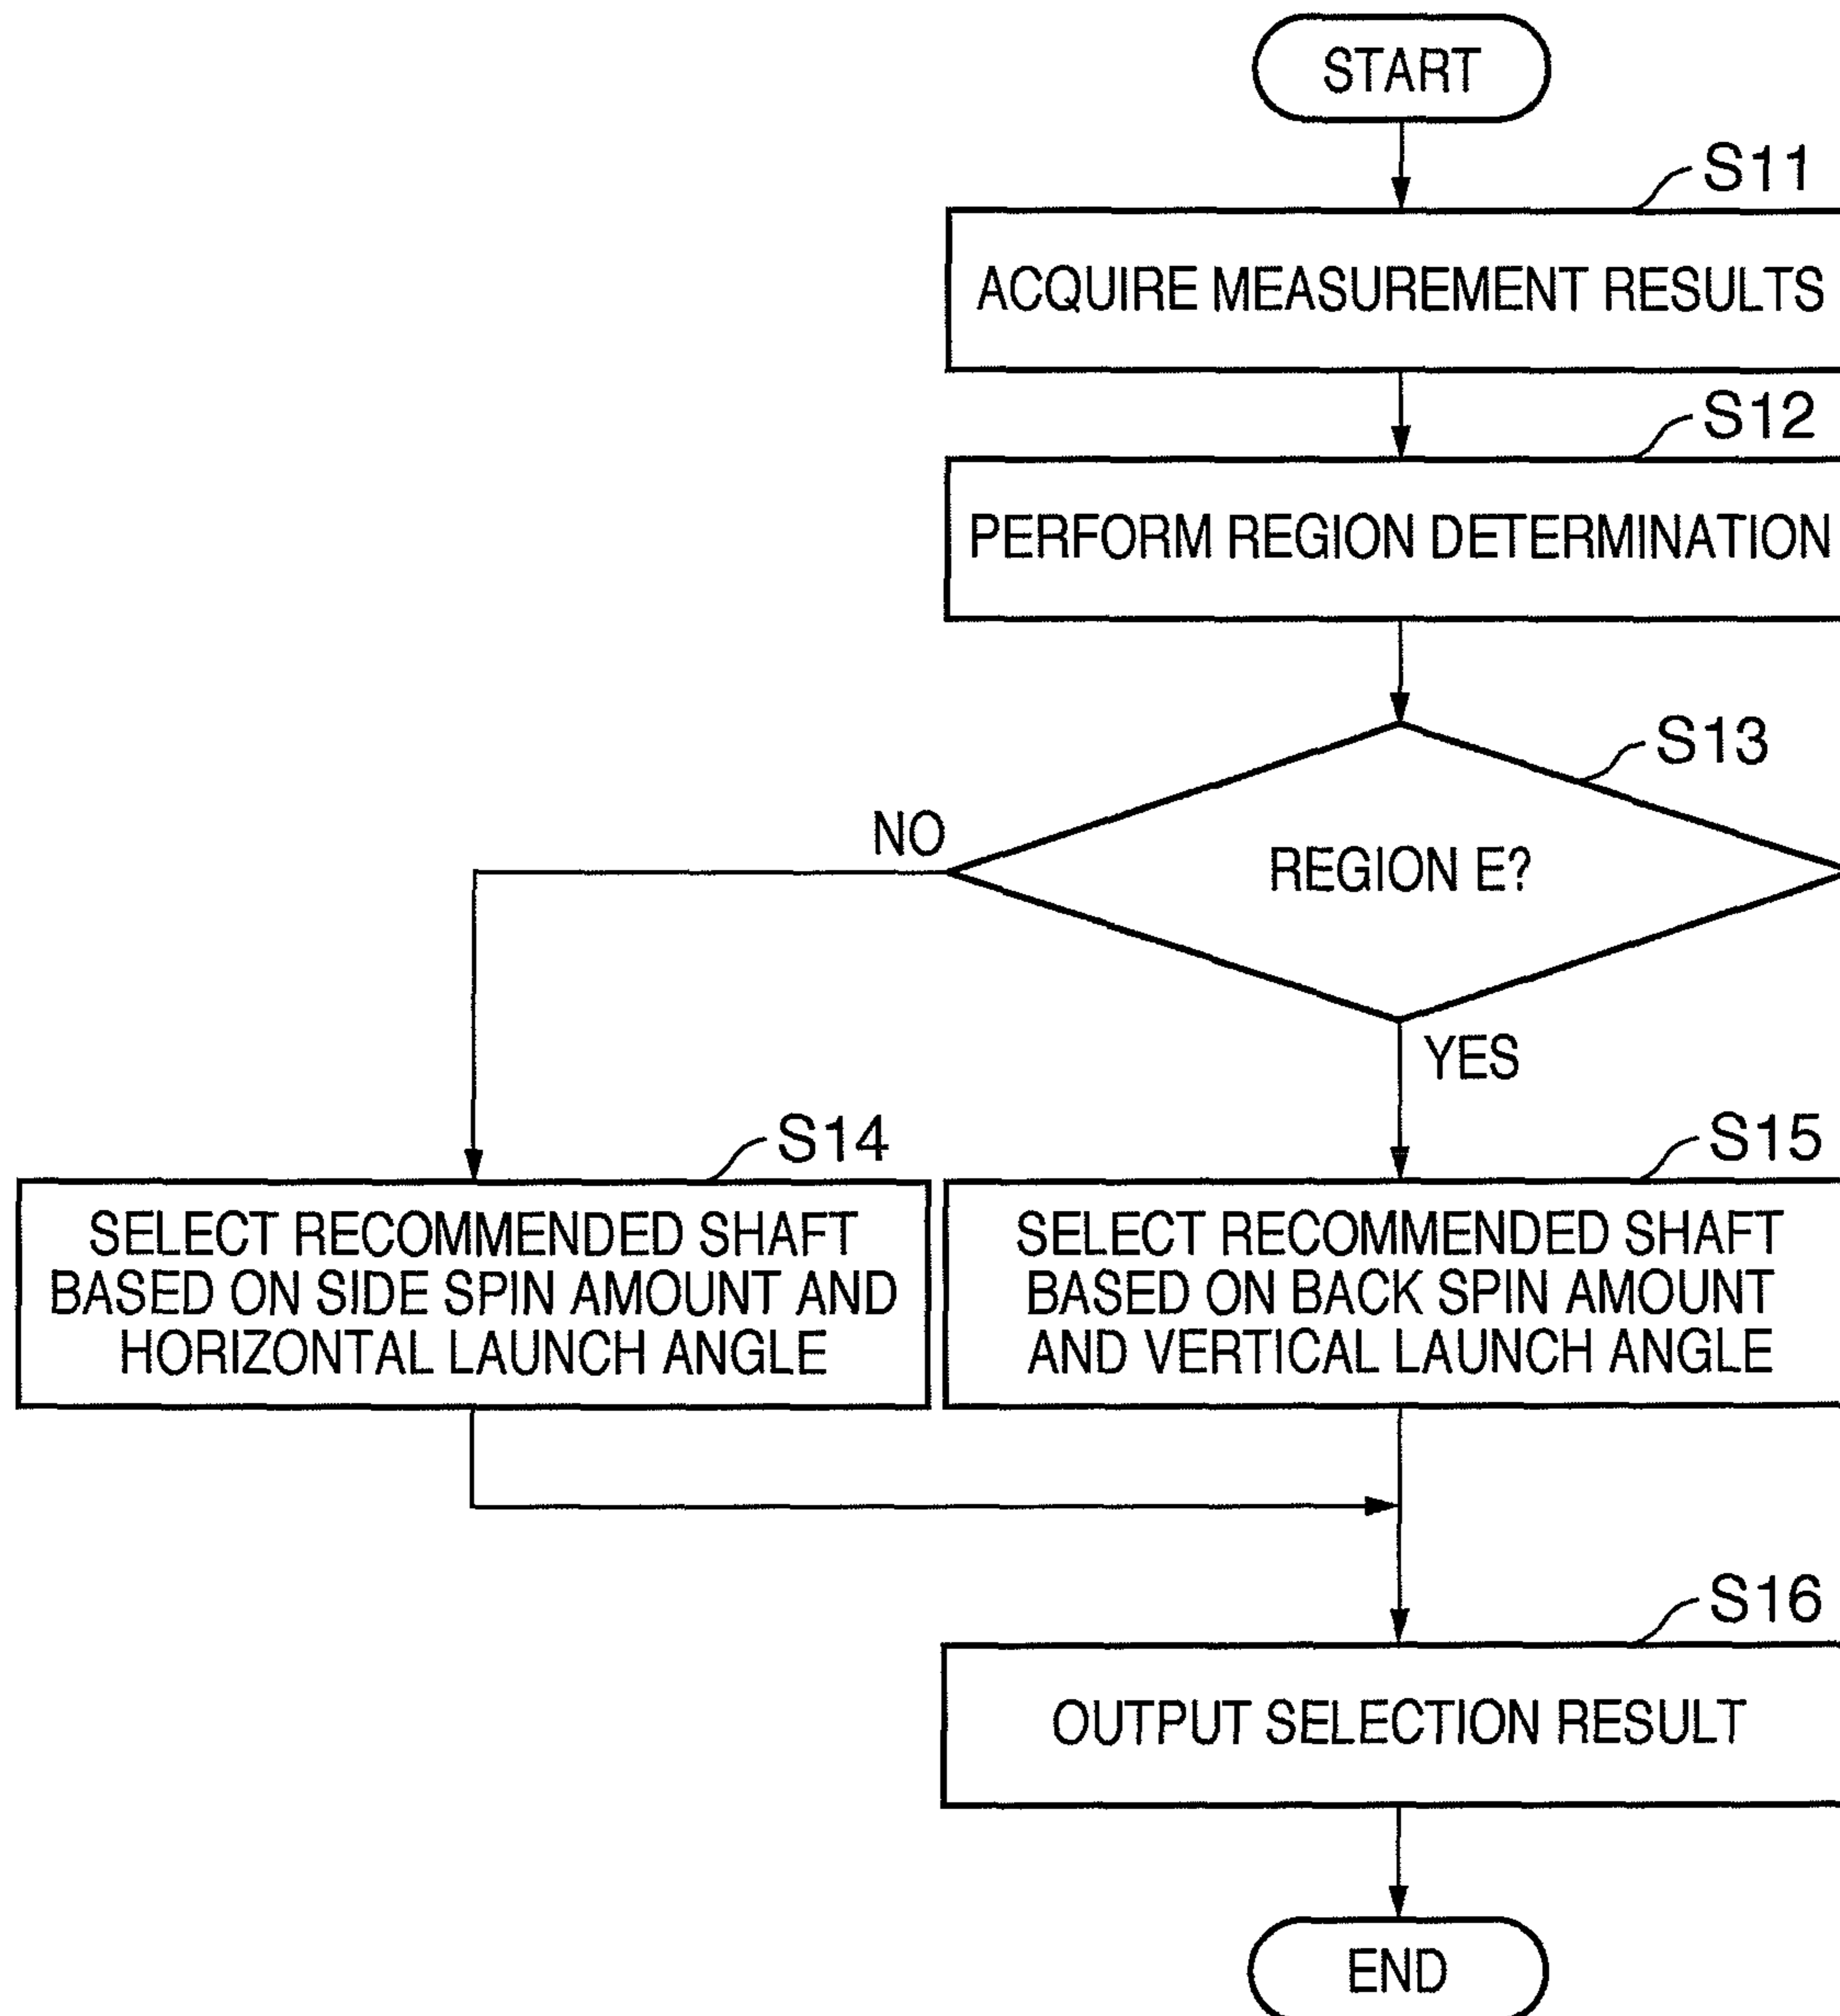 START
S11
ACQUIRE MEASUREMENT RESULTS
S12
PERFORM REGION DETERMINATION
S13
NO
REGION E?
YES
S14
SELECT RECOMMENDED SHAFT
BASED ON SIDE SPIN AMOUNT AND
HORIZONTAL LAUNCH ANGLE
S15
SELECT RECOMMENDED SHAFT
BASED ON BACK SPIN AMOUNT
AND VERTICAL LAUNCH ANGLE
S16
OUTPUT SELECTION RESULT
END